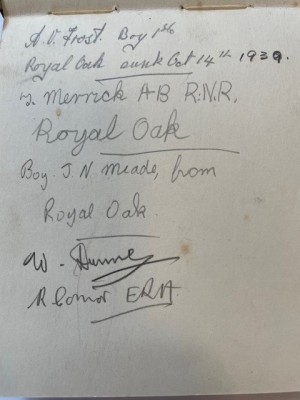 A.V. Frost. Boy 1st
Royal Oak sunk Oct 14th 1939.
Merrick AB R.N.R.
Royal Oak
Boy J. N Meade, from
Royal Oak.
W.
R ERA